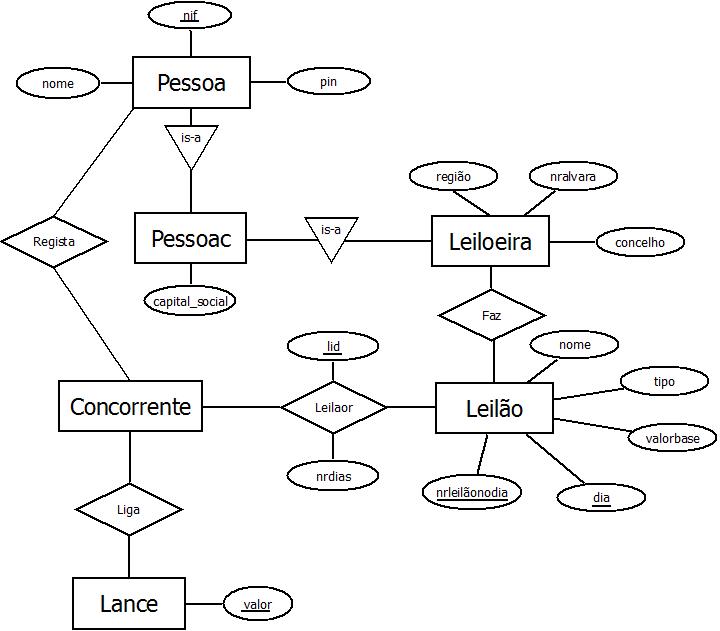 nif
nome
Pessoa
pin
is-a
região
nralvara
Regista
Pessoac
is-a
Leiloeira
concelho
capital_social
Faz
lid
nome
tipo
Concorrente
Leilaor
Leilão
valorbase
nrdias
nrleilãonodia
dia
Liga
Lance
valor